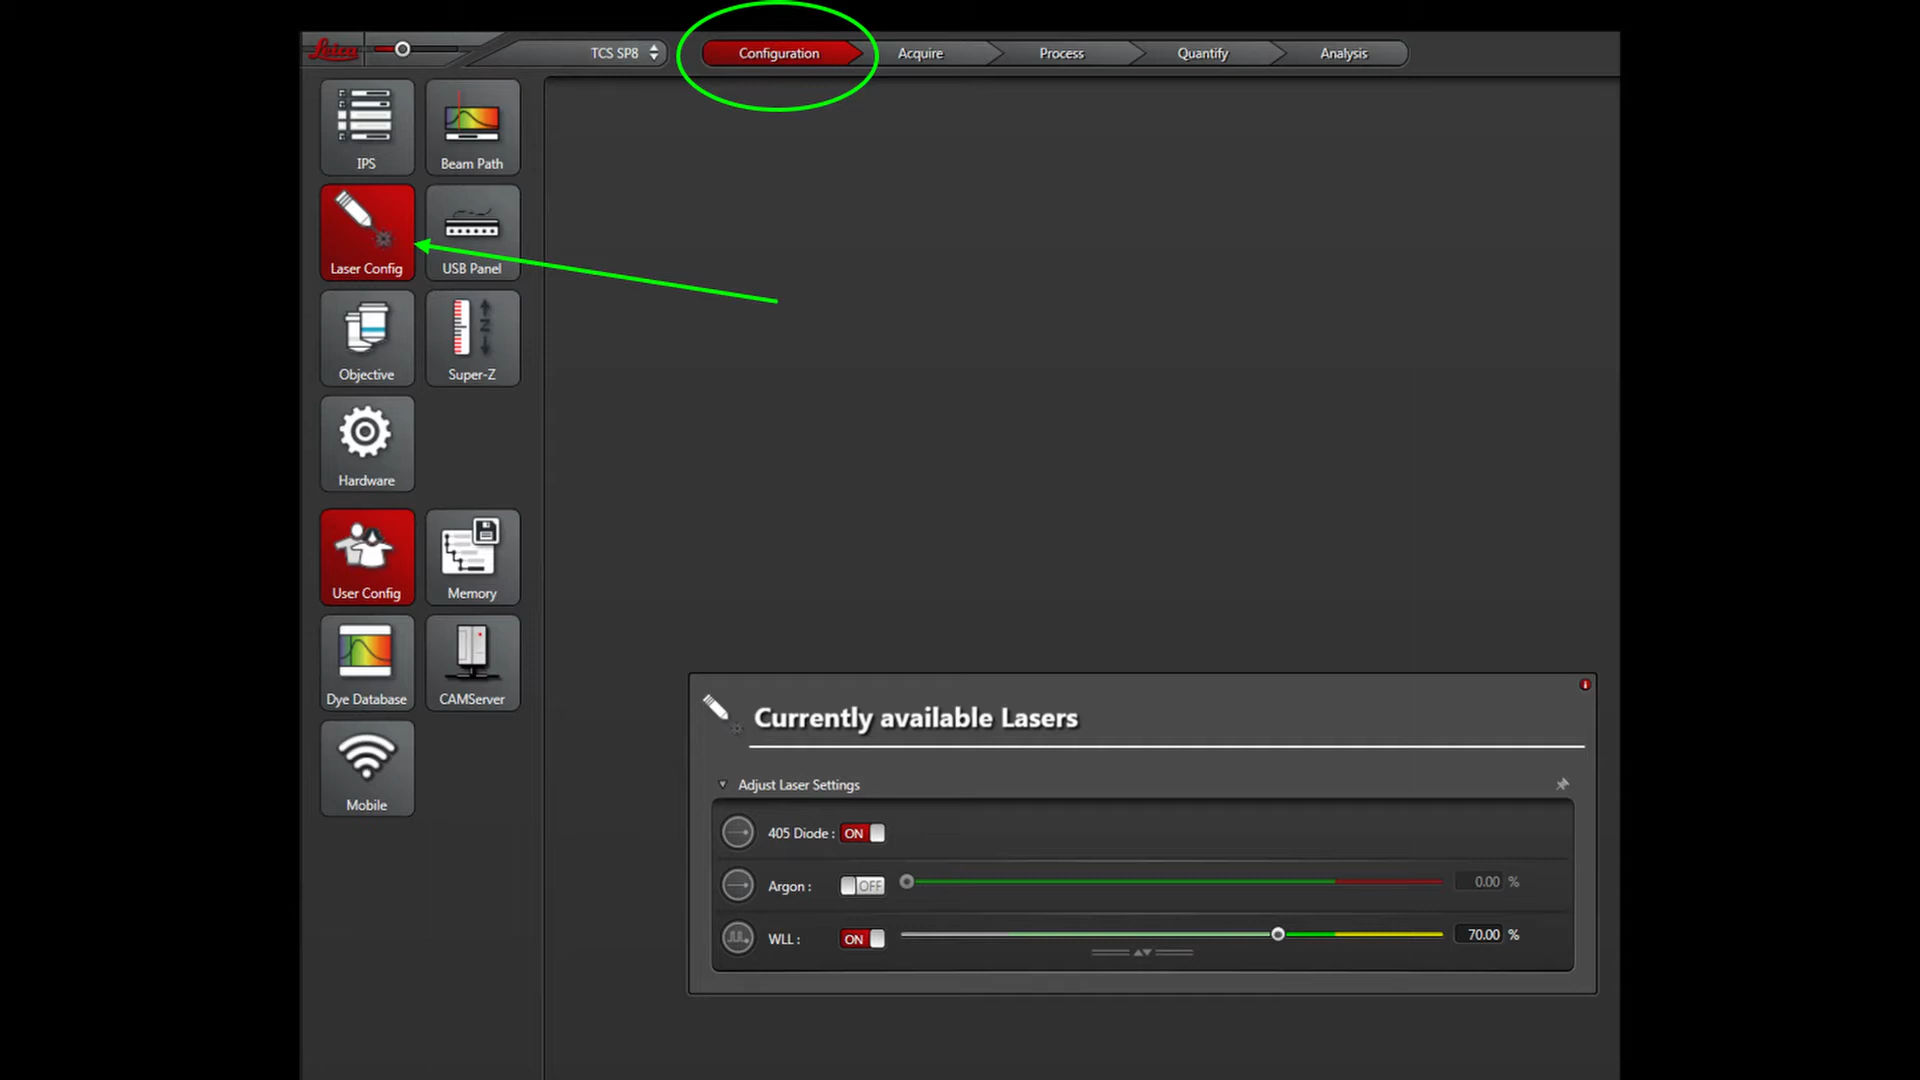 Leica
TCS SP8
Configuration
Acquire
Process
Quantify
Analysis
IPS
Beam Path
Laser Config
USB Panel
Objective
Super-Z
Z
Hardware
User Config
Memory
Dye Database
CAMServer
Mobile
Currently available Lasers
Adjust Laser Settings
405 Diode : ON
Argon : OFF 0.00 %
WLL : ON 70.00 %